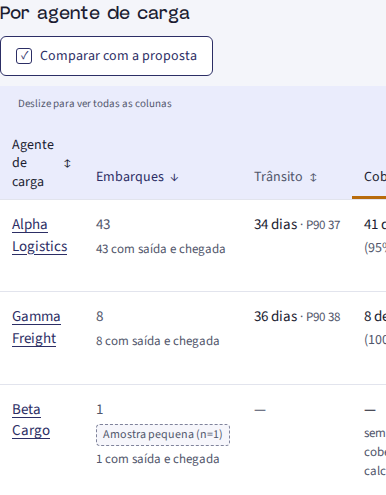 Por agente de carga
Comparar com a proposta
Deslize para ver todas as colunas
Agente de carga ↕ Embarques ↓ Trânsito ↕ Cob
Alpha Logistics 43 34 dias · P90 37 41 d
43 com saída e chegada (95%
Gamma Freight 8 36 dias · P90 38 8 de
8 com saída e chegada (100
Beta Cargo 1 — —
Amostra pequena (n=1) sem
1 com saída e chegada cobe
calc